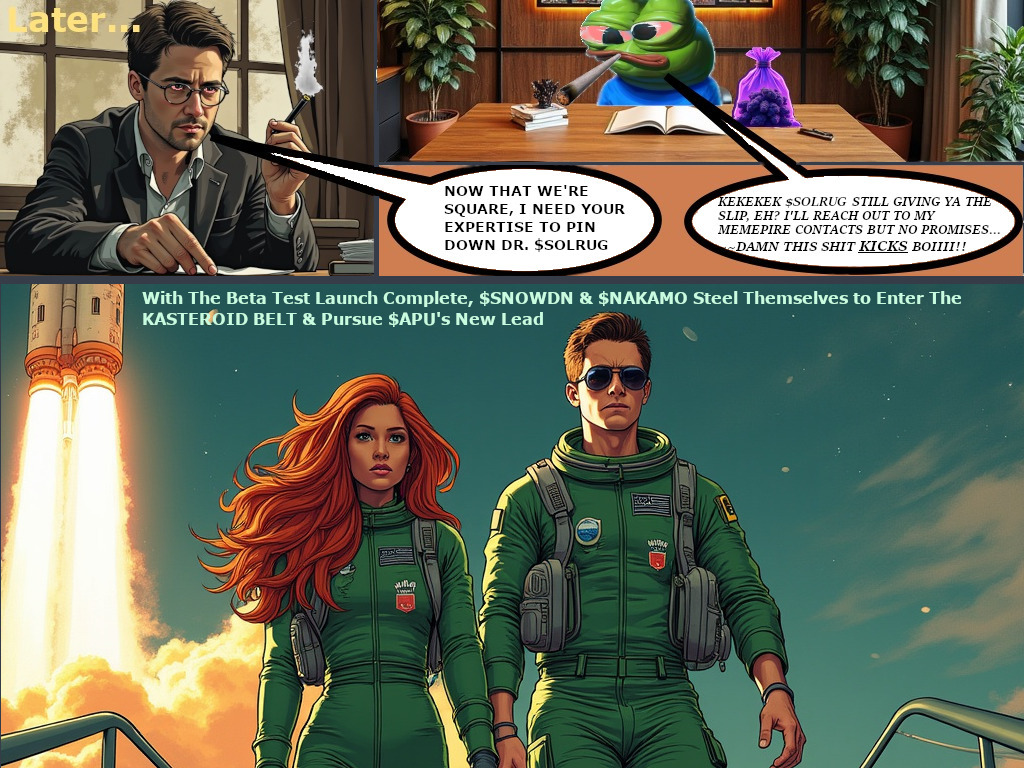 Later...
NOW THAT WE'RE
SQUARE, I NEED YOUR
EXPERTISE TO PIN
DOWN DR. $SOLRUG
KEKEKEK $SOLRUG STILL GIVING YA THE
SLIP, EH? I'LL REACH OUT TO MY
MEMEPIRE CONTACTS BUT NO PROMISES...
~~DAMN THIS SHIT KICKS BOIIII!!
With The Beta Test Launch Complete, $SNOWDN & $NAKAMO Steel Themselves to Enter The
KASTEROID BELT & Pursue $APU's New Lead